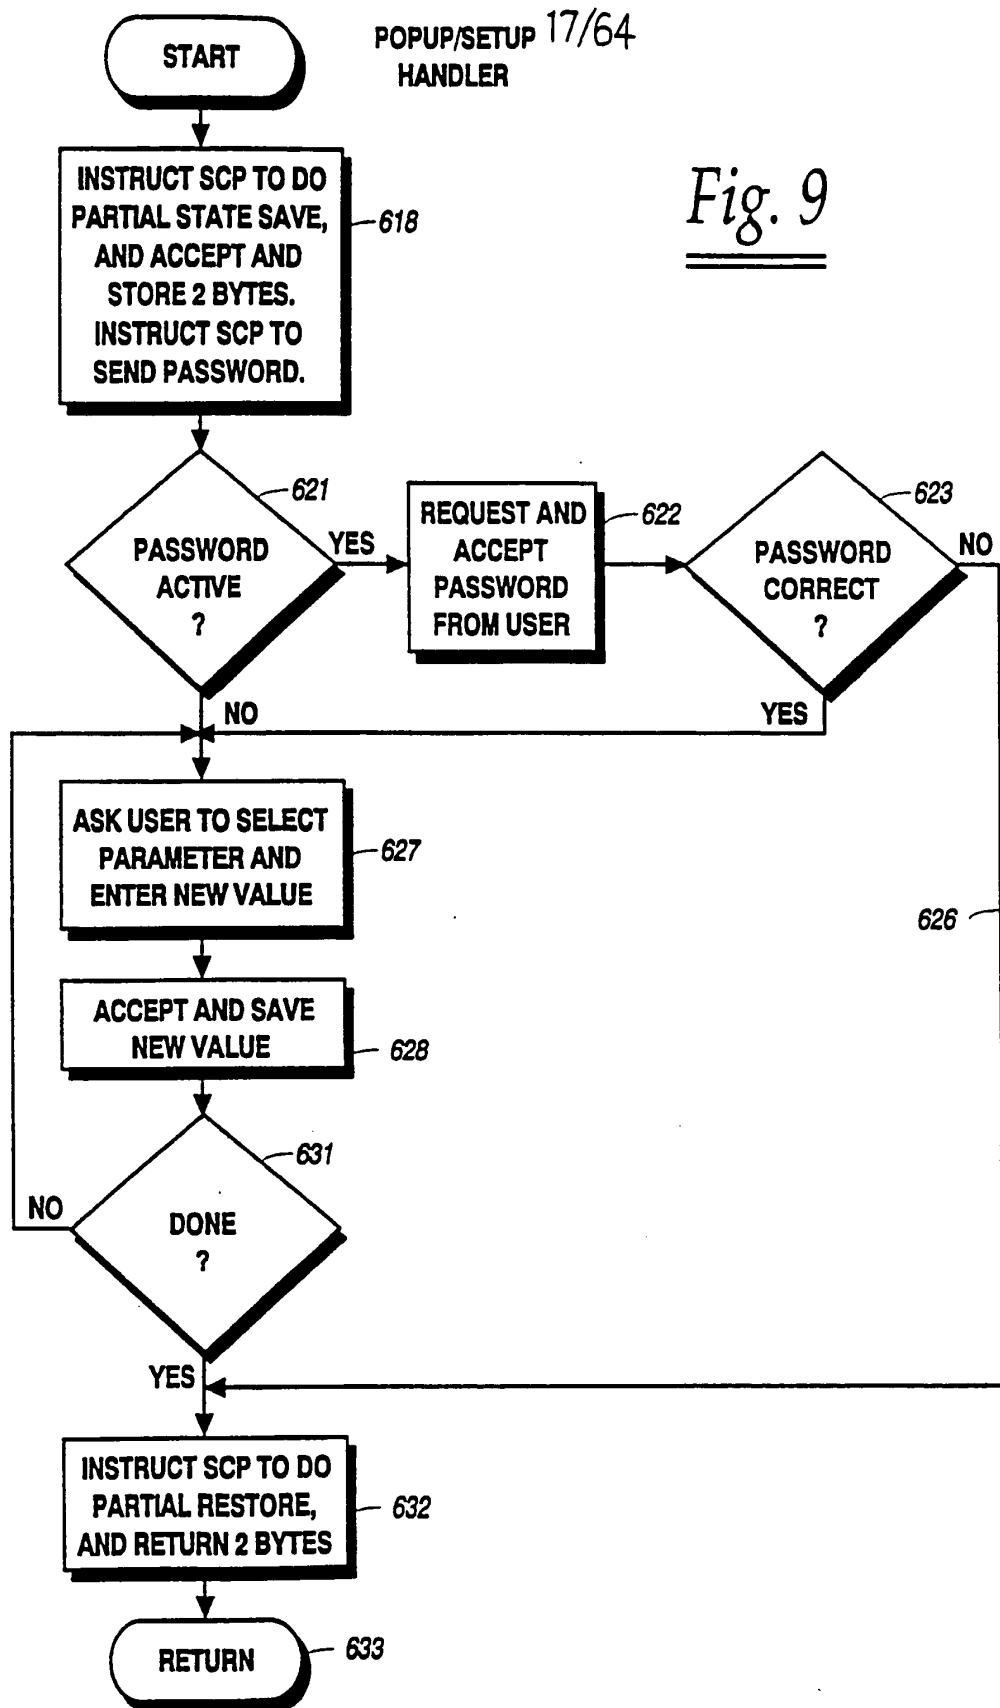 START
POPUP/SETUP 17/64
HANDLER
Fig. 9
INSTRUCT SCP TO DO
PARTIAL STATE SAVE,
AND ACCEPT AND
STORE 2 BYTES.
INSTRUCT SCP TO
SEND PASSWORD.
618
PASSWORD
ACTIVE
?
621
YES
NO
REQUEST AND
ACCEPT
PASSWORD
FROM USER
622
PASSWORD
CORRECT
?
623
NO
YES
626
ASK USER TO SELECT
PARAMETER AND
ENTER NEW VALUE
627
ACCEPT AND SAVE
NEW VALUE
628
DONE
?
631
NO
YES
INSTRUCT SCP TO DO
PARTIAL RESTORE,
AND RETURN 2 BYTES
632
RETURN
633